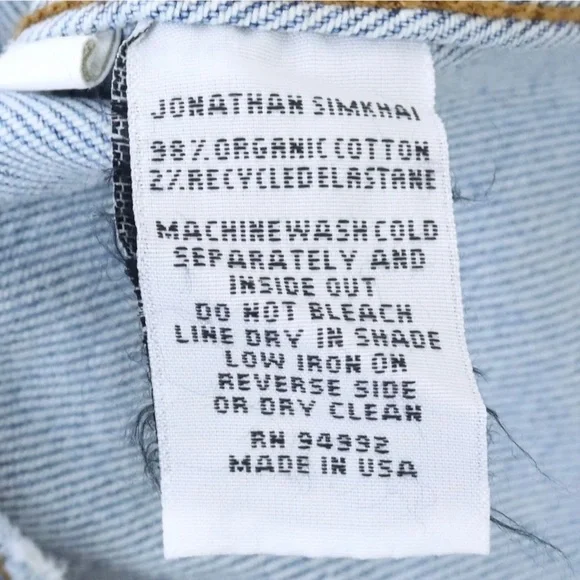 JONATHAN SIMKHAI
98% ORGANIC COTTON
2% RECYCLED ELASTANE
MACHINE WASH COLD
SEPARATELY AND
INSIDE OUT
DO NOT BLEACH
LINE DRY IN SHADE
LOW IRON ON
REVERSE SIDE
OR DRY CLEAN
RN 94992
MADE IN USA